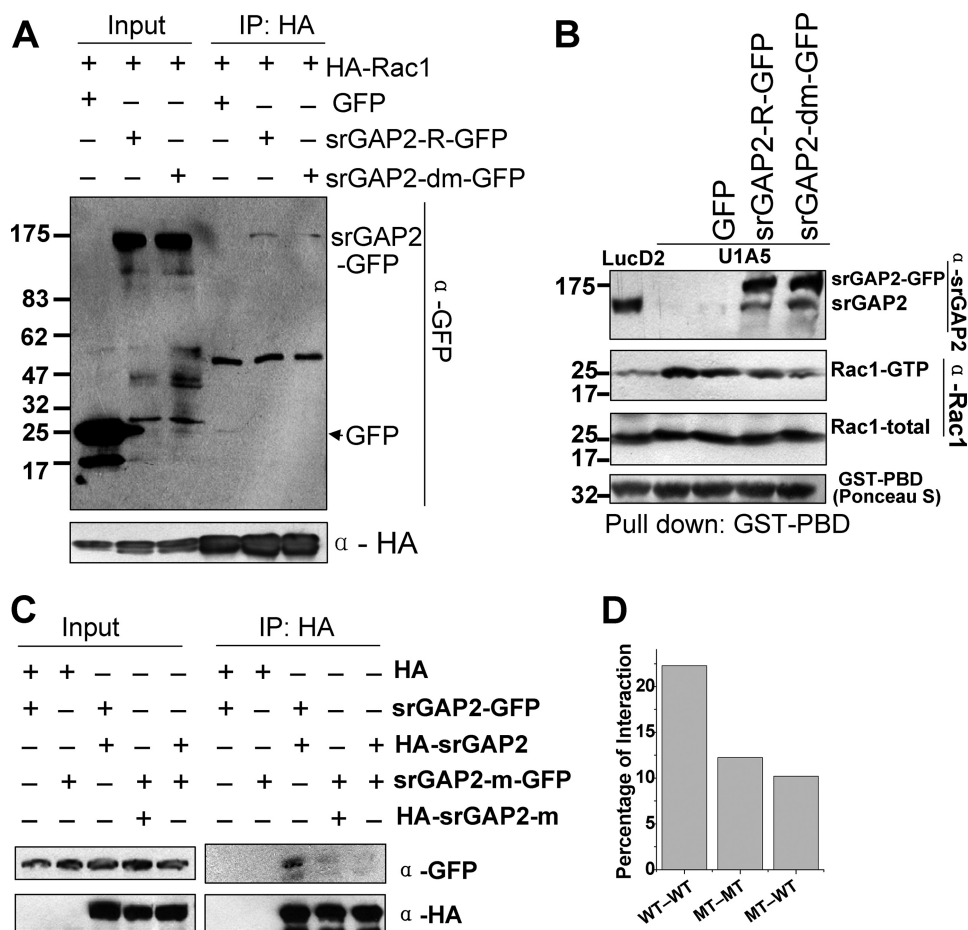 A
Input IP: HA
+ + + + + + HA-Rac1
+ – – + – – GFP
– + – – + – srGAP2-R-GFP
– – + – – + srGAP2-dm-GFP
175
83
62
47
32
25
17
srGAP2
-GFP
GFP
α-GFP
α - HA
B
GFP
srGAP2-R-GFP
srGAP2-dm-GFP
LucD2 U1A5
175
srGAP2-GFP
srGAP2
α-srGAP2
25
17
Rac1-GTP
α-Rac1
25
17
Rac1-total
32
GST-PBD
(Ponceau S)
Pull down: GST-PBD
C
Input IP: HA
+ + – – – + + – – – HA
+ – + – – + – + – – srGAP2-GFP
– – + – + – – + – + HA-srGAP2
– + – + + – + – + + srGAP2-m-GFP
– – – + – – – – + – HA-srGAP2-m
α-GFP
α-HA
D
Percentage of Interaction
20
15
10
5
0
WT–WT
MT–MT
MT–WT